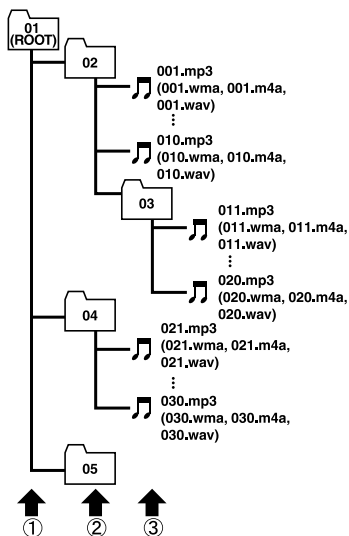 01
(ROOT)
02
001.mp3
(001.wma, 001.m4a,
001.wav)
010.mp3
(010.wma, 010.m4a,
010.wav)
03
011.mp3
(011.wma, 011.m4a,
011.wav)
020.mp3
(020.wma, 020.m4a,
020.wav)
04
021.mp3
(021.wma, 021.m4a,
021.wav)
030.mp3
(030.wma, 030.m4a,
030.wav)
05
① ② ③